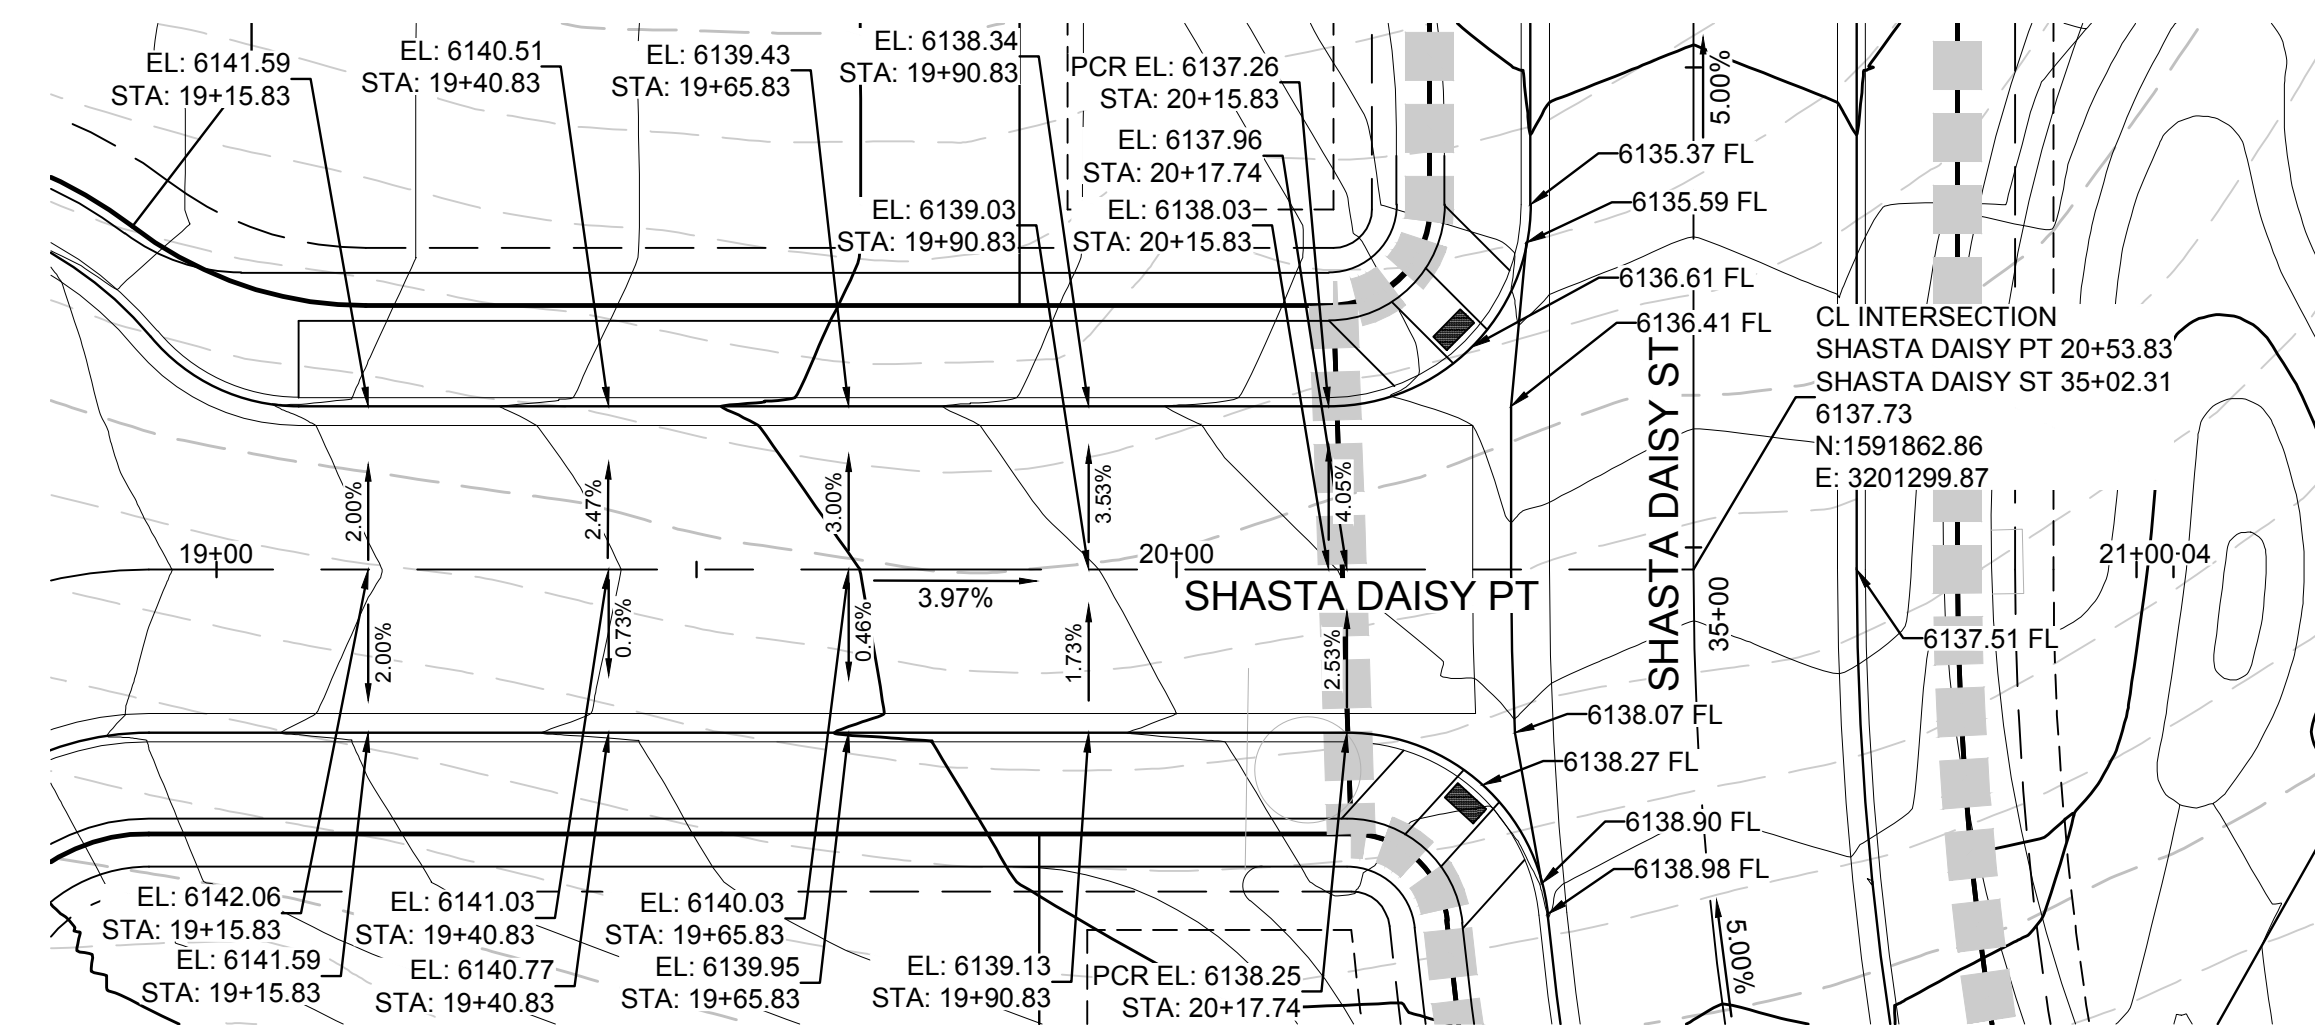 EL: 6141.59
STA: 19+15.83
EL: 6140.51
STA: 19+40.83
EL: 6139.43
STA: 19+65.83
EL: 6138.34
STA: 19+90.83
PCR EL: 6137.26
STA: 20+15.83
EL: 6137.96
STA: 20+17.74
EL: 6139.03
STA: 19+90.83
EL: 6138.03
STA: 20+15.83
5.00%
6135.37 FL
6135.59 FL
6136.61 FL
6136.41 FL
CL INTERSECTION
SHASTA DAISY PT 20+53.83
SHASTA DAISY ST 35+02.31
6137.73
N:1591862.86
E: 3201299.87
SHASTA DAISY ST
2.00%
2.47%
3.00%
3.53%
4.05%
19+00
20+00
21+00.04
3.97%
SHASTA DAISY PT
35+00
2.00%
0.73%
0.46%
1.73%
2.53%
6137.51 FL
6138.07 FL
6138.27 FL
6138.90 FL
6138.98 FL
5.00%
EL: 6142.06
STA: 19+15.83
EL: 6141.59
STA: 19+15.83
EL: 6141.03
STA: 19+40.83
EL: 6140.77
STA: 19+40.83
EL: 6140.03
STA: 19+65.83
EL: 6139.95
STA: 19+65.83
EL: 6139.13
STA: 19+90.83
PCR EL: 6138.25
STA: 20+17.74